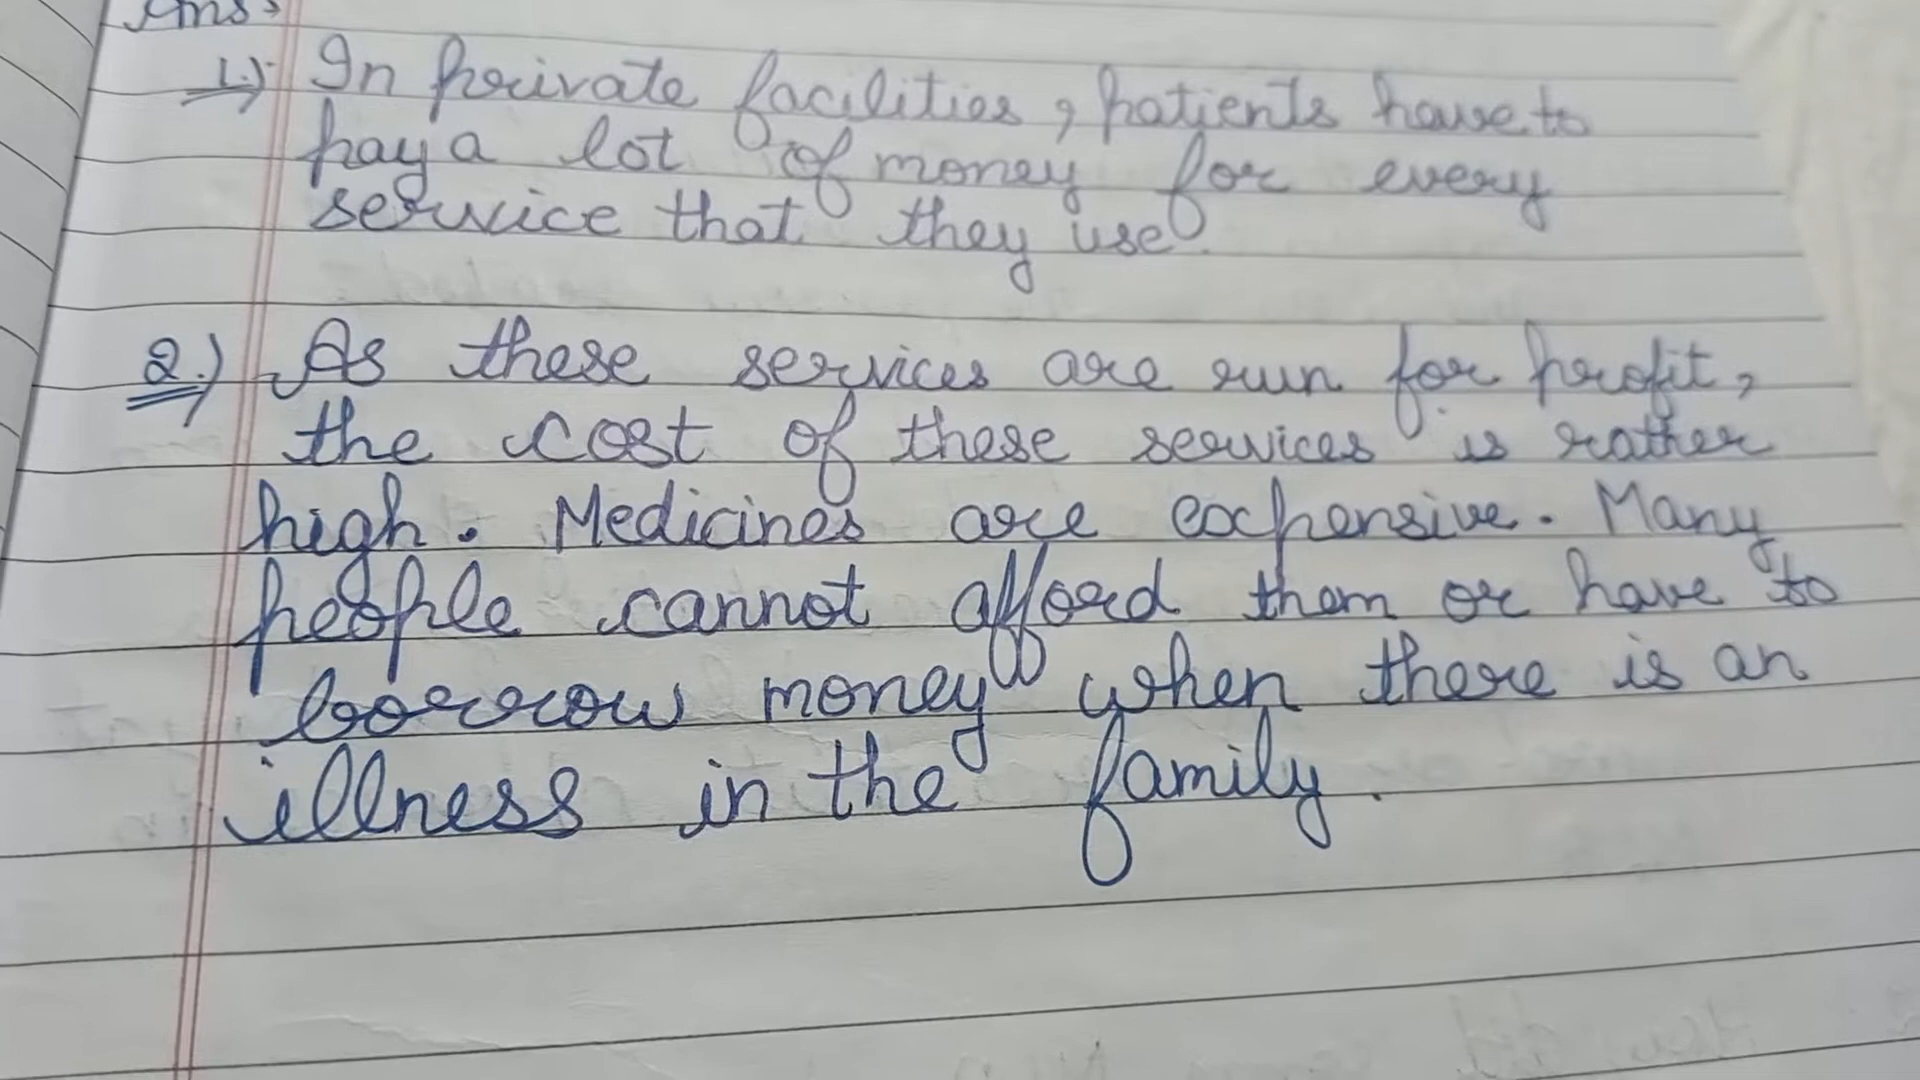 Ans:
1.) In private facilities, patients have to
pay a lot of money for every
service that they use.
2.) As these services are run for profit,
the cost of these services is rather
high. Medicines are expensive. Many
people cannot afford them or have to
borrow money when there is an
illness in the family.